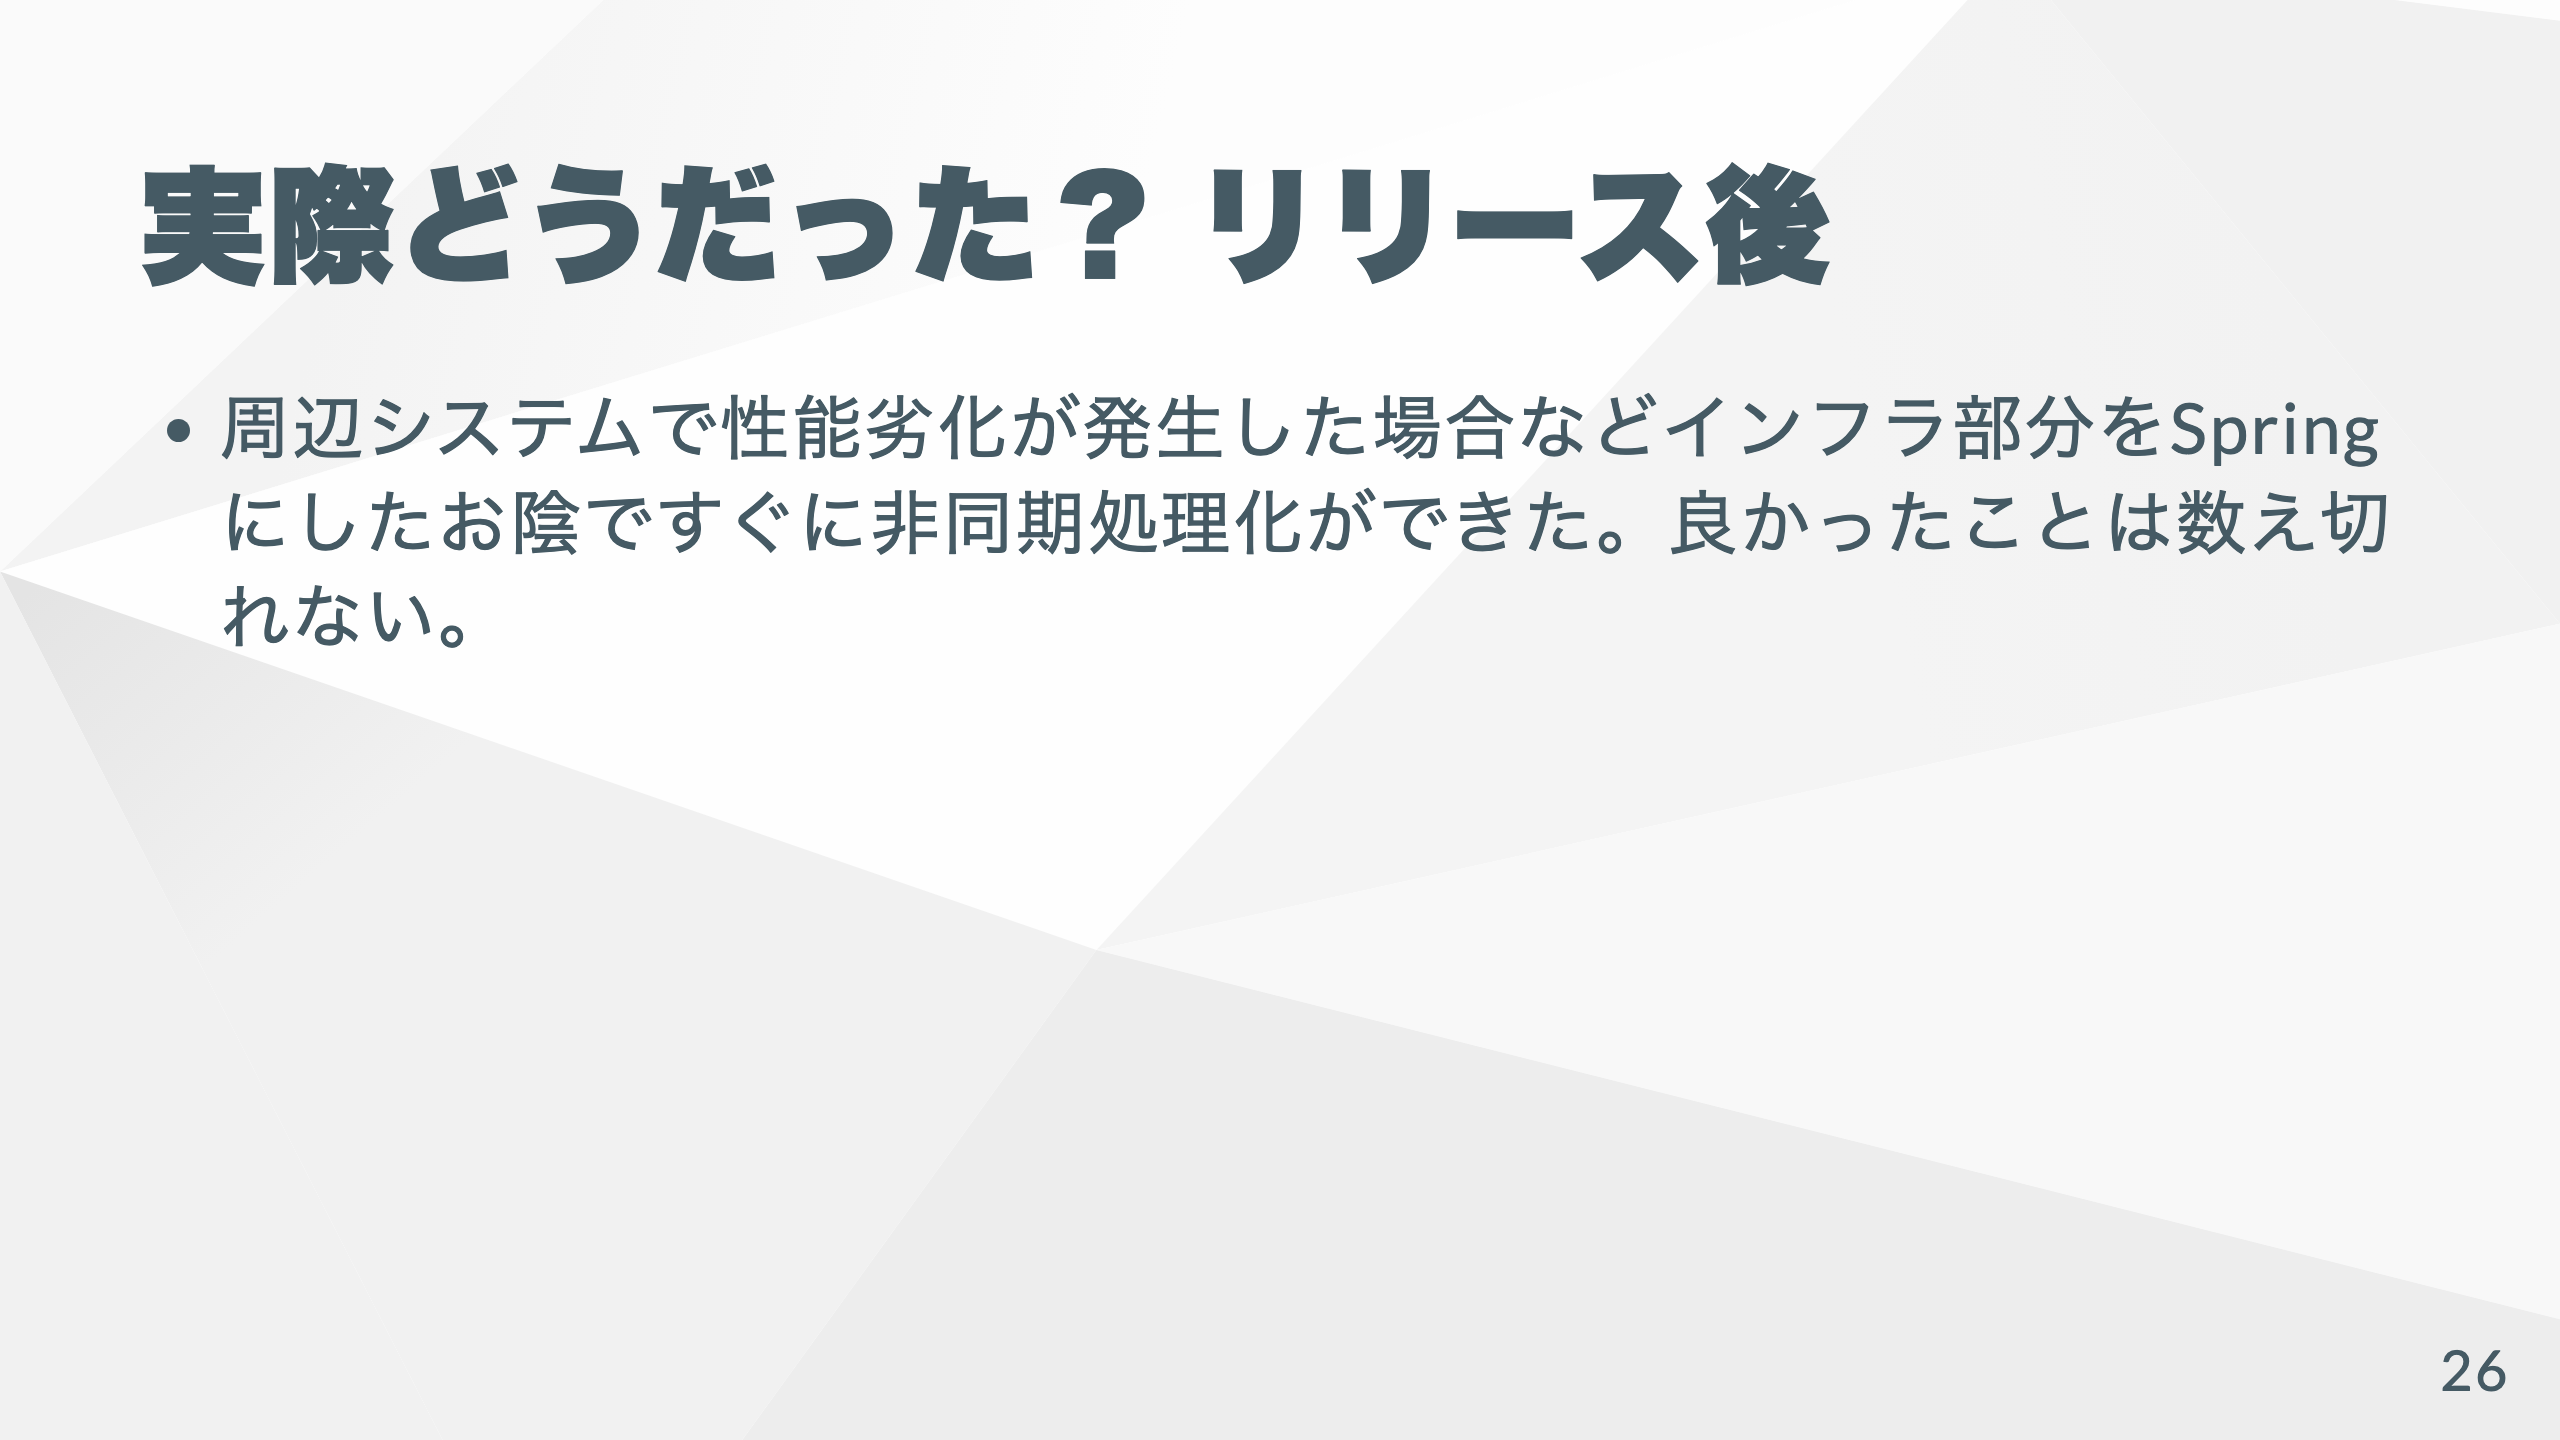 実際どうだった？ リリース後
• 周辺システムで性能劣化が発生した場合などインフラ部分をSpring
にしたお陰ですぐに非同期処理化ができた。良かったことは数え切
れない。
26